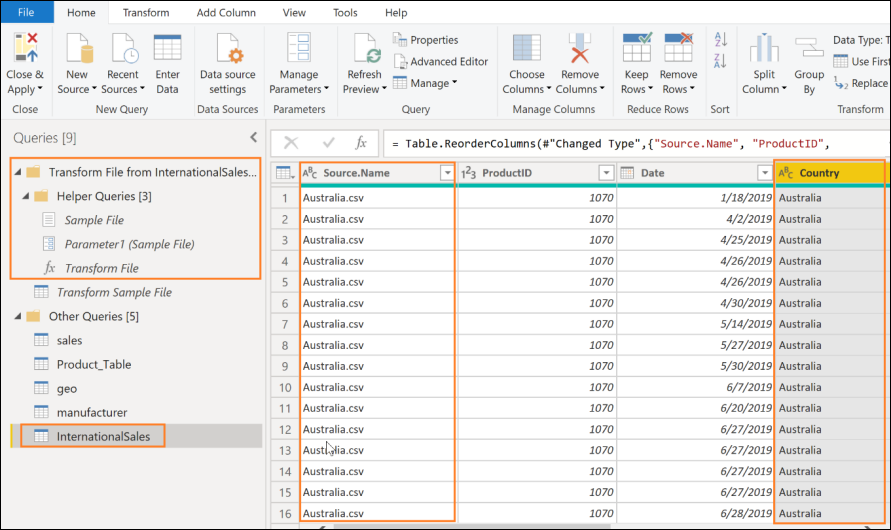 File Home Transform Add Column View Tools Help
Close & Apply
New Source
Recent Sources
Enter Data
Data source settings
Manage Parameters
Refresh Preview
Properties
Advanced Editor
Manage
Choose Columns
Remove Columns
Keep Rows
Remove Rows
Split Column
Group By
Data Type: T
Use First
Replace
Close New Query Data Sources Parameters Query Manage Columns Reduce Rows Sort Transform
Queries [9]
fx = Table.ReorderColumns(#"Changed Type",{"Source.Name", "ProductID",
Transform File from InternationalSales...
Helper Queries [3]
Sample File
Parameter1 (Sample File)
fx Transform File
Transform Sample File
Other Queries [5]
sales
Product_Table
geo
manufacturer
InternationalSales
ABC Source.Name 123 ProductID Date ABC Country
1 Australia.csv 1070 1/18/2019 Australia
2 Australia.csv 1070 4/2/2019 Australia
3 Australia.csv 1070 4/25/2019 Australia
4 Australia.csv 1070 4/26/2019 Australia
5 Australia.csv 1070 4/26/2019 Australia
6 Australia.csv 1070 4/30/2019 Australia
7 Australia.csv 1070 5/14/2019 Australia
8 Australia.csv 1070 5/27/2019 Australia
9 Australia.csv 1070 5/30/2019 Australia
10 Australia.csv 1070 6/7/2019 Australia
11 Australia.csv 1070 6/20/2019 Australia
12 Australia.csv 1070 6/27/2019 Australia
13 Australia.csv 1070 6/27/2019 Australia
14 Australia.csv 1070 6/27/2019 Australia
15 Australia.csv 1070 6/27/2019 Australia
16 Australia.csv 1070 6/28/2019 Australia